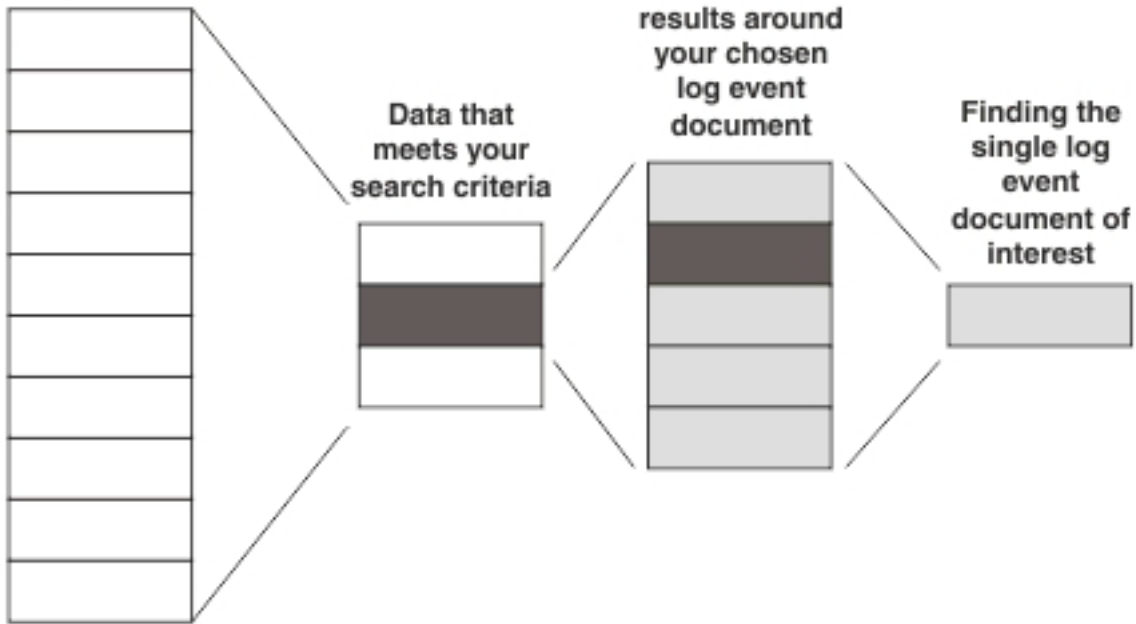 Data that
meets your
search criteria
results around
your chosen
log event
document
Finding the
single log
event
document of
interest